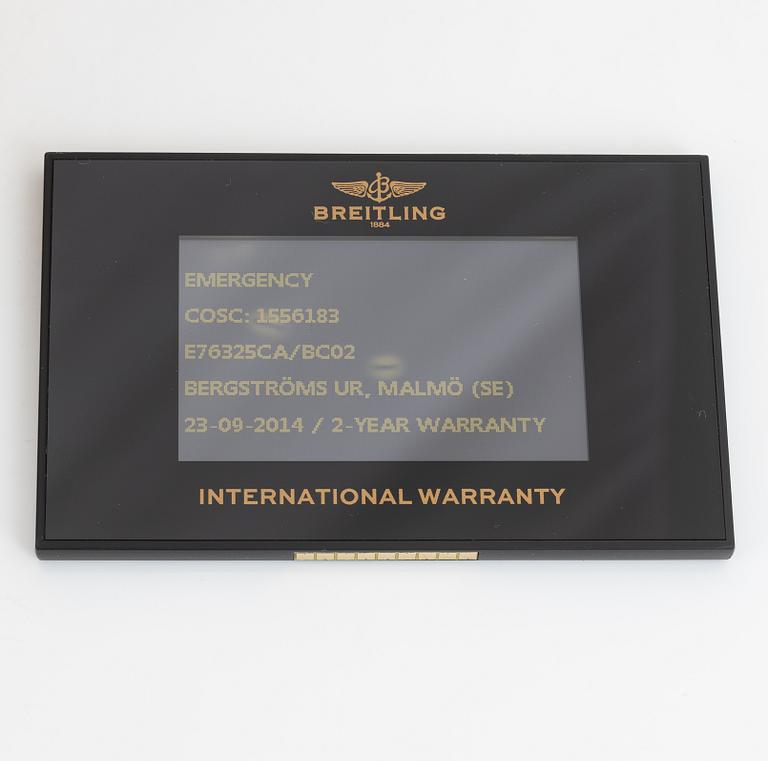 BREITLING
1884
EMERGENCY
COSC: 1556183
E76325CA/BC02
BERGSTRÖMS UR, MALMÖ (SE)
23-09-2014 / 2-YEAR WARRANTY
INTERNATIONAL WARRANTY